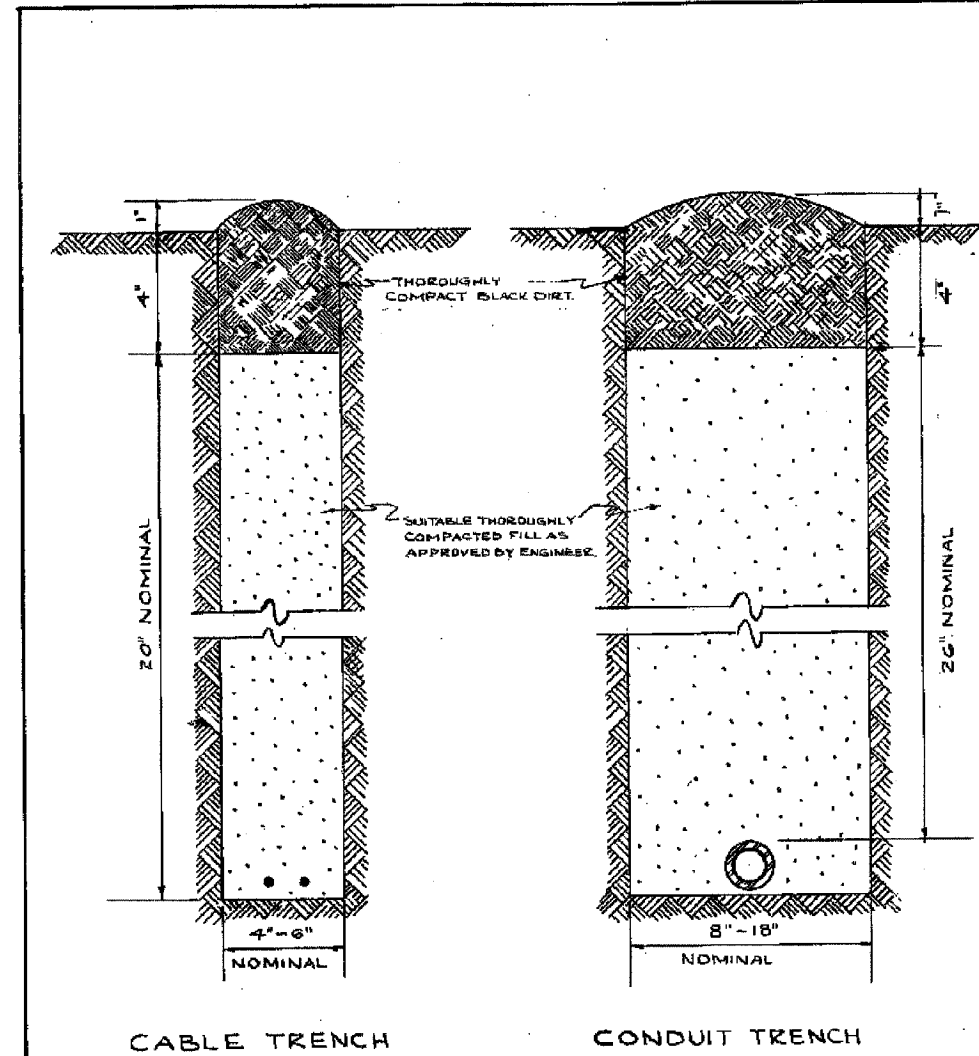 1"
1"
4"
4"
THOROUGHLY
COMPACT BLACK DIRT.
20" NOMINAL
SUITABLE THOROUGHLY
COMPACTED FILL AS
APPROVED BY ENGINEER.
26" NOMINAL
4"-6"
NOMINAL
8"-18"
NOMINAL
CABLE TRENCH
CONDUIT TRENCH